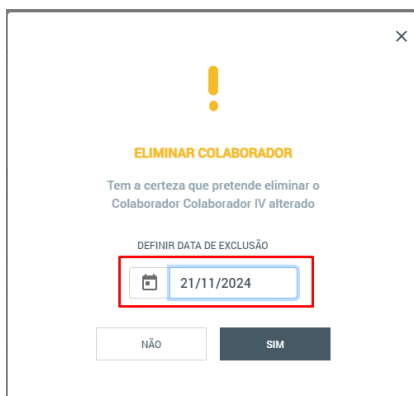 ELIMINAR COLABORADOR
Tem a certeza que pretende eliminar o
Colaborador Colaborador IV alterado
DEFINIR DATA DE EXCLUSÃO
21/11/2024
NÃO
SIM